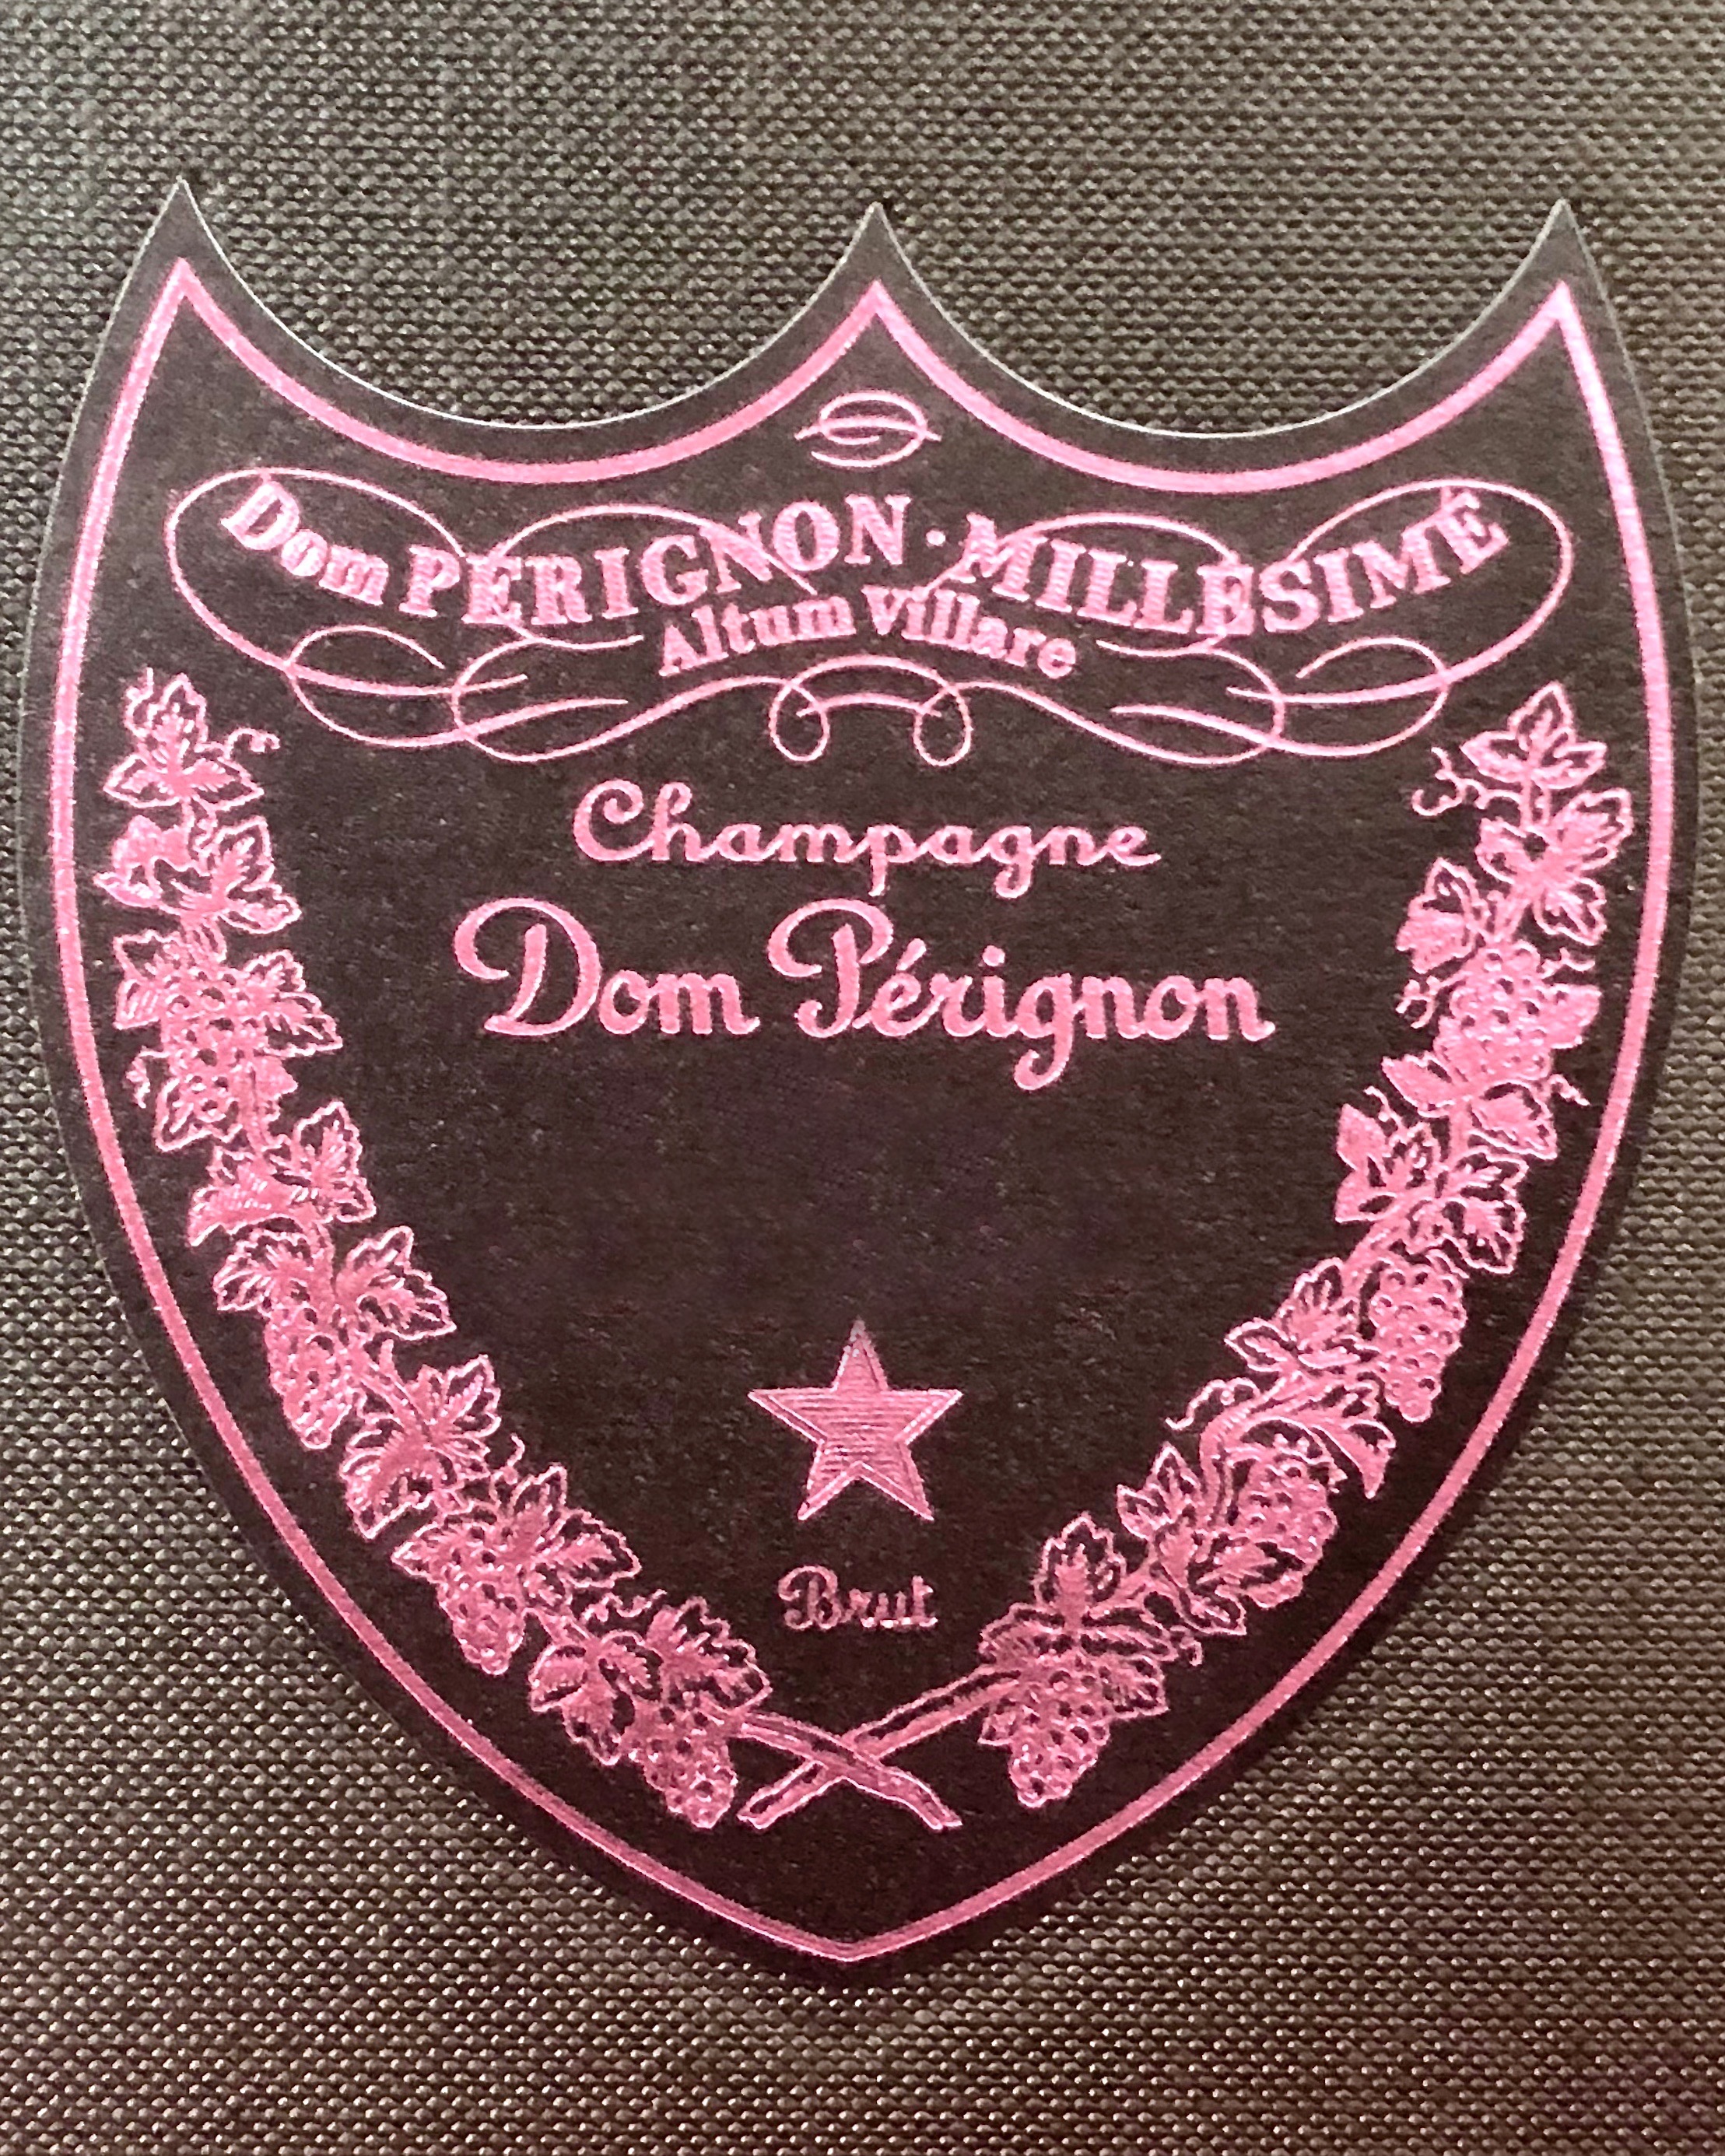 Dom PERIGNON · MILLESIMÉ
Altum Villare
Champagne
Dom Pérignon
Brut